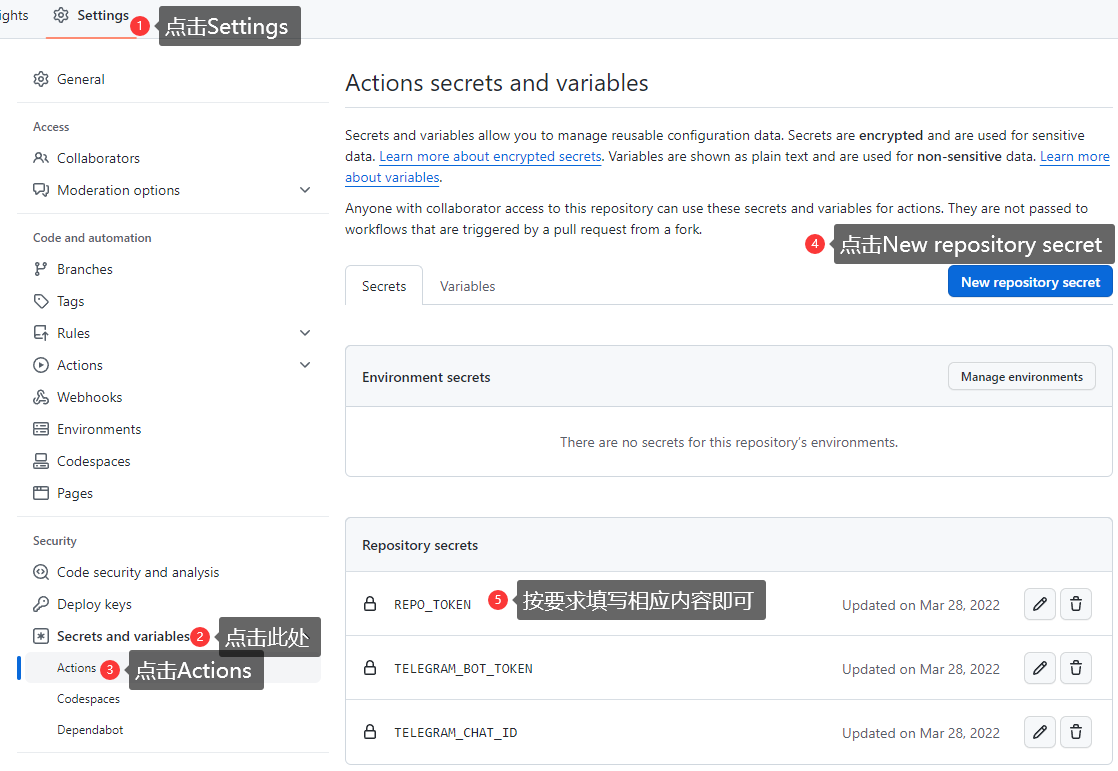 ights
Settings
1
点击Settings
General
Access
Collaborators
Moderation options
Code and automation
Branches
Tags
Rules
Actions
Webhooks
Environments
Codespaces
Pages
Security
Code security and analysis
Deploy keys
Secrets and variables
2
点击此处
Actions
3
点击Actions
Codespaces
Dependabot
Actions secrets and variables
Secrets and variables allow you to manage reusable configuration data. Secrets are encrypted and are used for sensitive
data. Learn more about encrypted secrets. Variables are shown as plain text and are used for non-sensitive data. Learn more
about variables.
Anyone with collaborator access to this repository can use these secrets and variables for actions. They are not passed to
workflows that are triggered by a pull request from a fork.
4
点击New repository secret
Secrets
Variables
New repository secret
Environment secrets
Manage environments
There are no secrets for this repository's environments.
Repository secrets
REPO_TOKEN
5
按要求填写相应内容即可
Updated on Mar 28, 2022
TELEGRAM_BOT_TOKEN
Updated on Mar 28, 2022
TELEGRAM_CHAT_ID
Updated on Mar 28, 2022